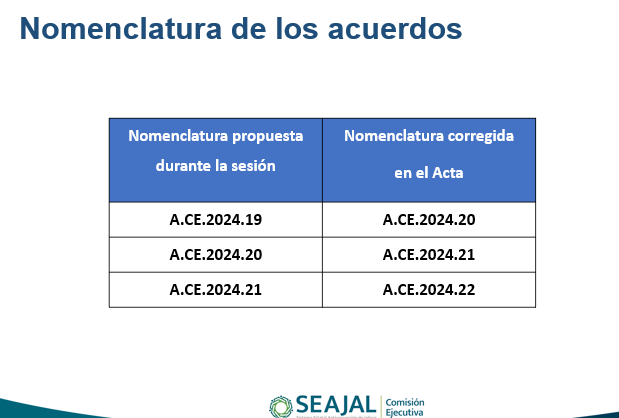 Nomenclatura de los acuerdos
Nomenclatura propuesta durante la sesión
Nomenclatura corregida en el Acta
A.CE.2024.19
A.CE.2024.20
A.CE.2024.20
A.CE.2024.21
A.CE.2024.21
A.CE.2024.22
SEAJAL
Comisión
Ejecutiva